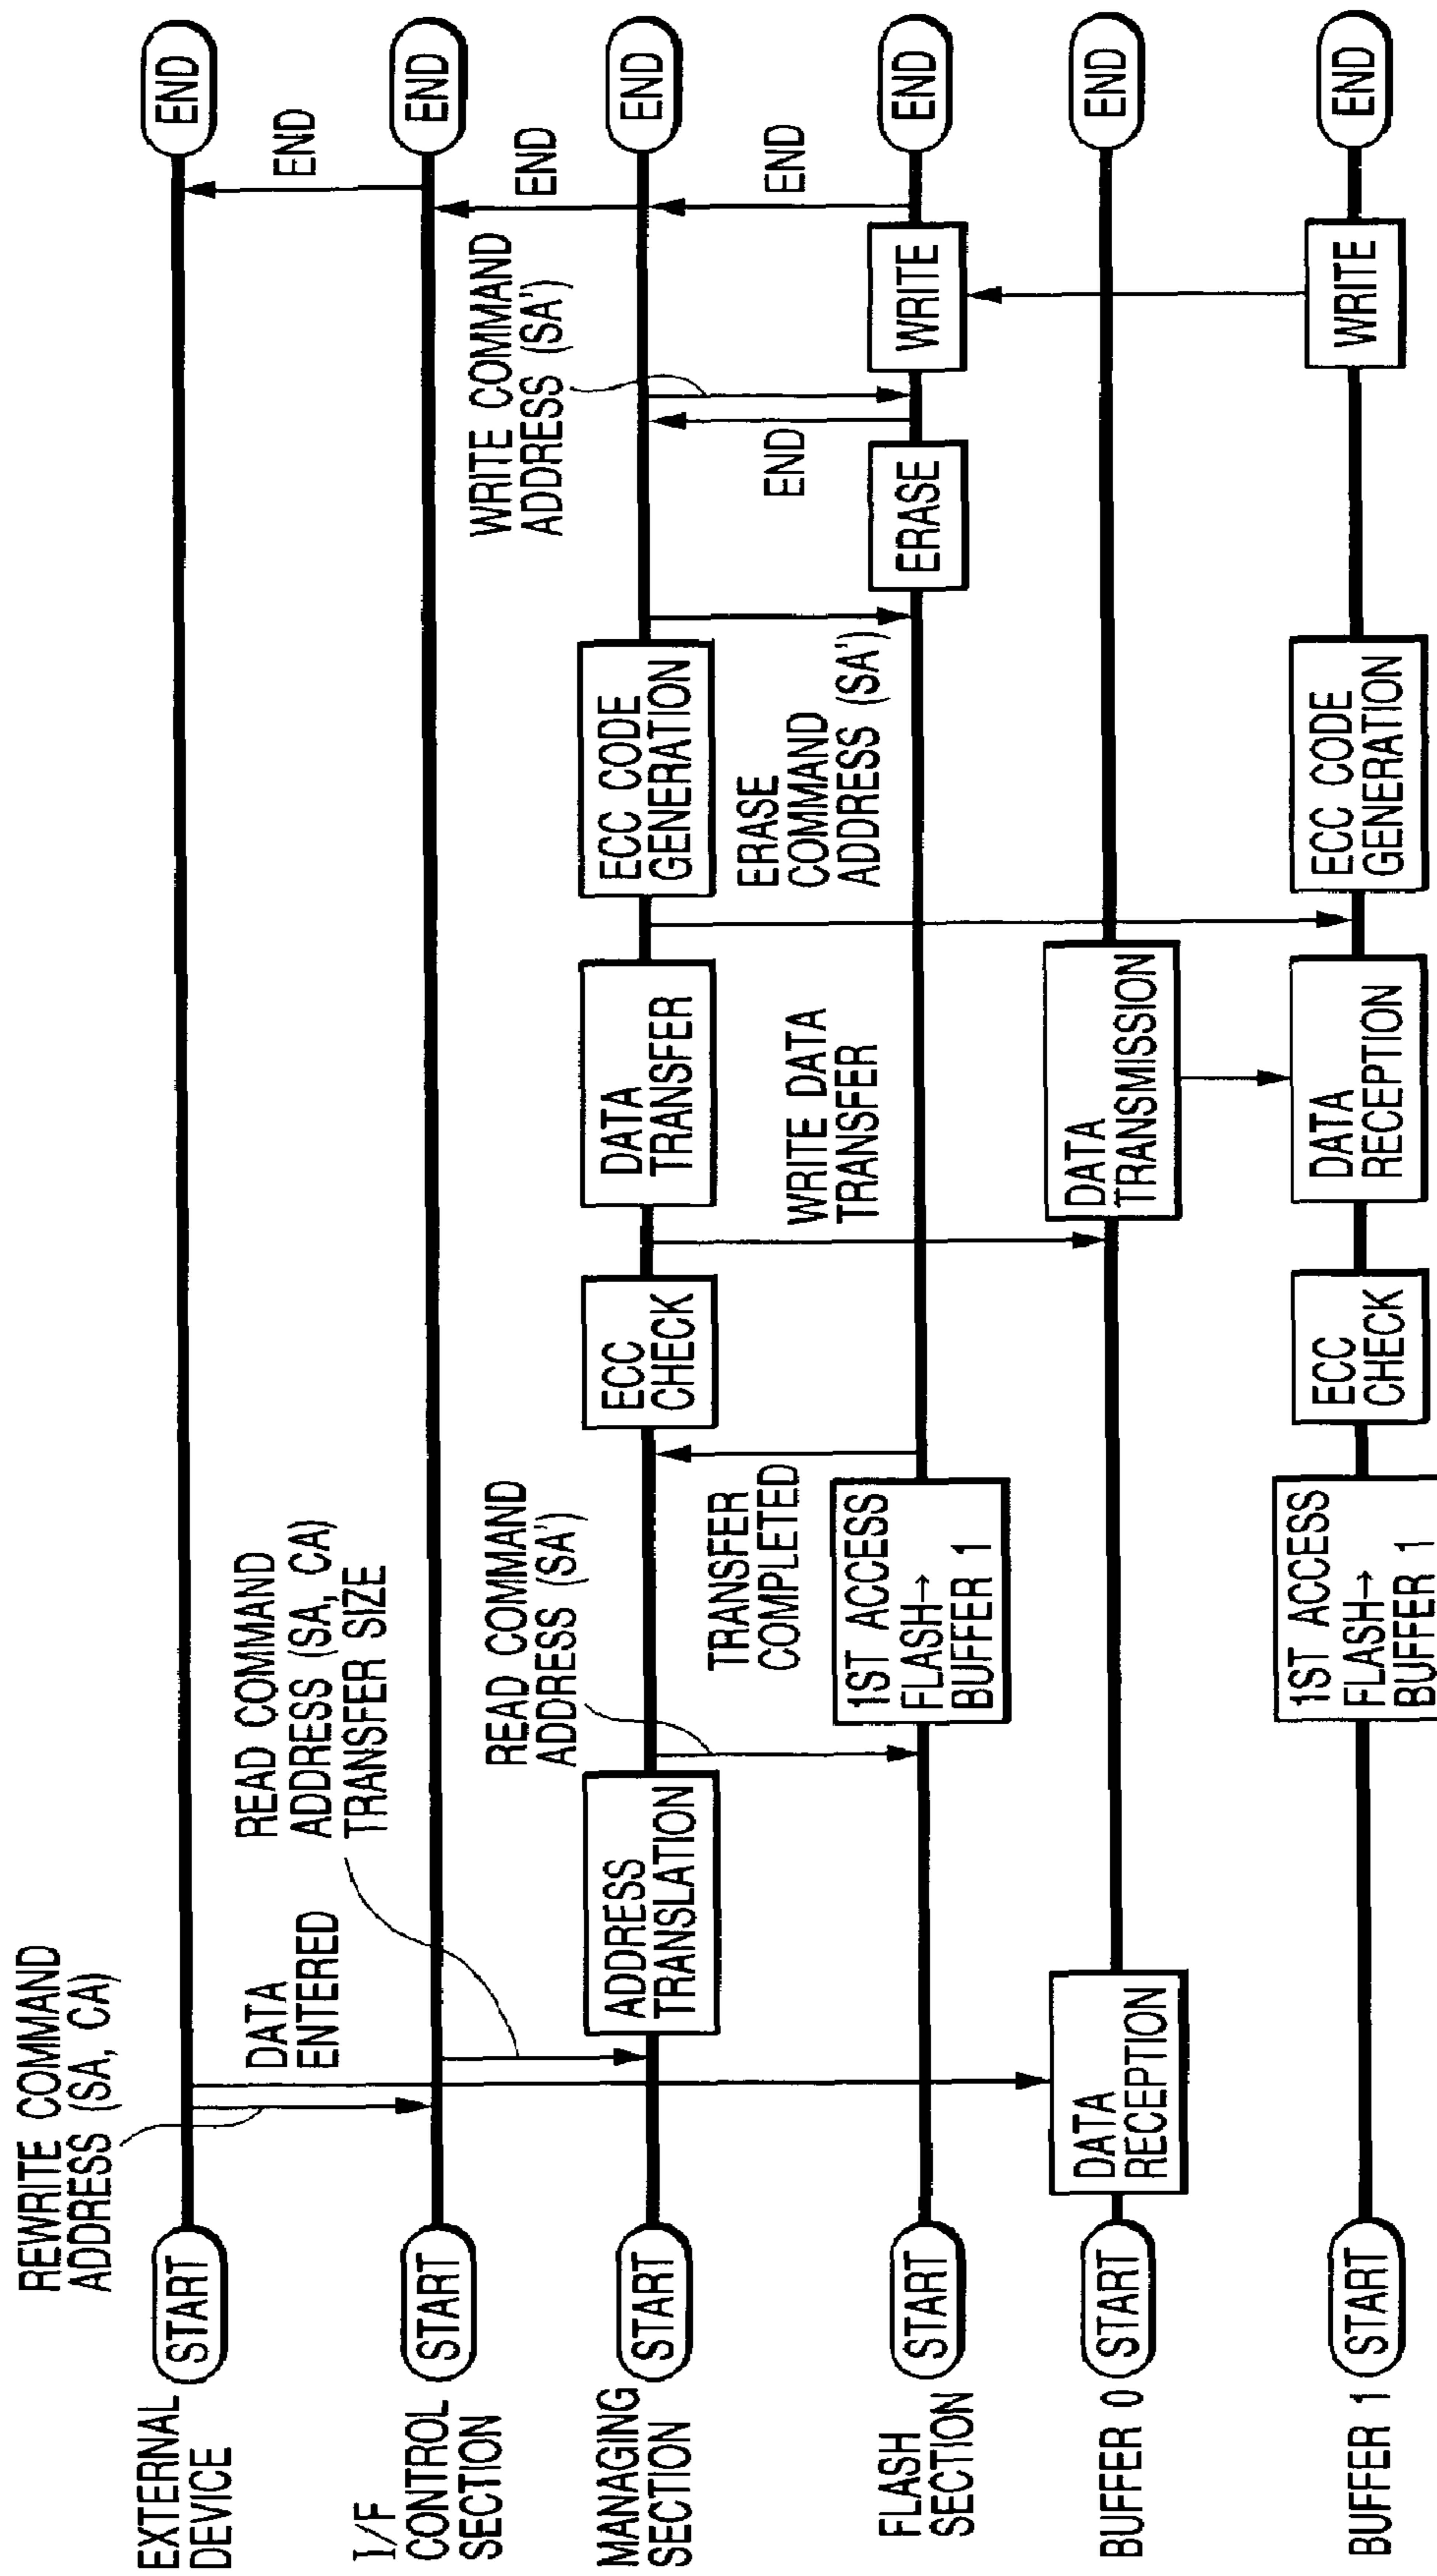 EXTERNAL
DEVICE
START
REWRITE COMMAND
ADDRESS (SA, CA)
DATA
ENTERED
END
END
I/F
CONTROL
SECTION
START
READ COMMAND
ADDRESS (SA, CA)
TRANSFER SIZE
END
END
MANAGING
SECTION
START
ADDRESS
TRANSLATION
READ COMMAND
ADDRESS (SA')
TRANSFER
COMPLETED
ECC
CHECK
WRITE DATA
TRANSFER
DATA
TRANSFER
ECC CODE
GENERATION
ERASE
COMMAND
ADDRESS (SA')
END
WRITE COMMAND
ADDRESS (SA')
END
END
FLASH
SECTION
START
1ST ACCESS
FLASH→
BUFFER 1
ERASE
WRITE
END
BUFFER 0
START
DATA
RECEPTION
DATA
TRANSMISSION
END
BUFFER 1
START
1ST ACCESS
FLASH→
BUFFER 1
ECC
CHECK
DATA
RECEPTION
ECC CODE
GENERATION
WRITE
END